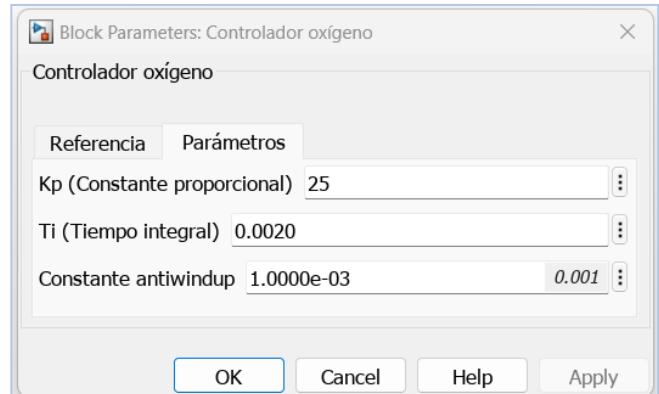 Block Parameters: Controlador oxígeno
Controlador oxígeno
Referencia Parámetros
Kp (Constante proporcional) 25
Ti (Tiempo integral) 0.0020
Constante antiwindup 1.0000e-03 0.001
OK Cancel Help Apply